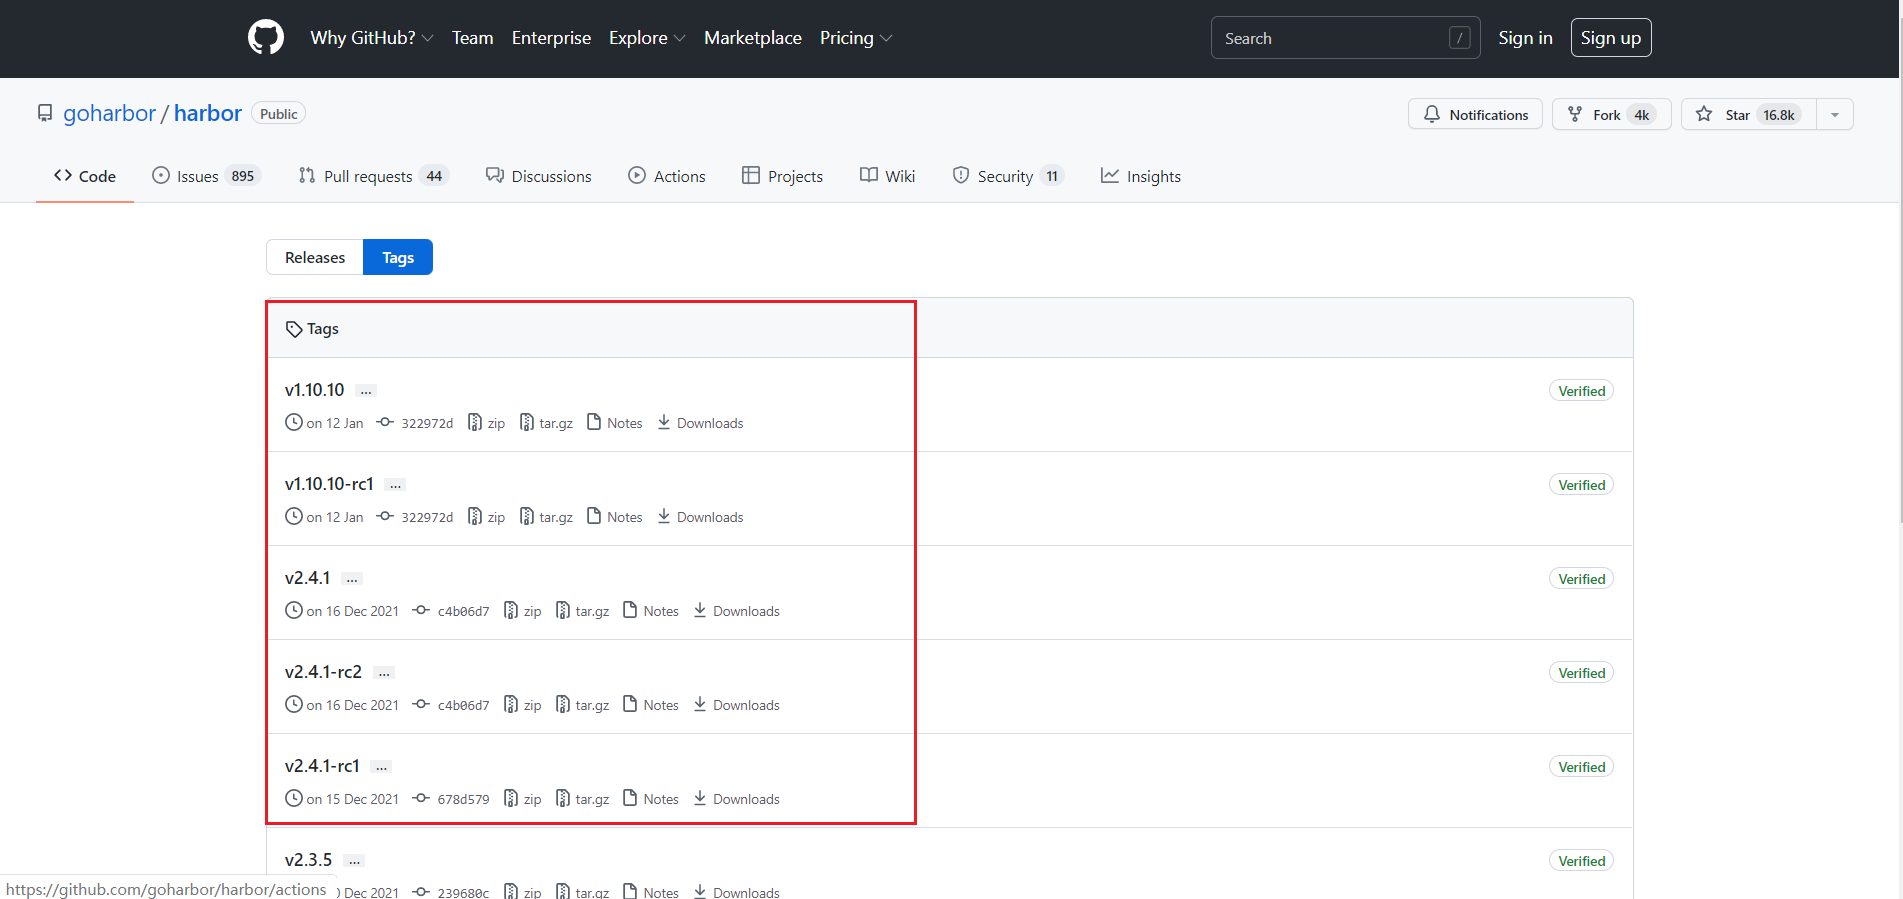 Why GitHub? Team Enterprise Explore Marketplace Pricing Search / Sign in Sign up
goharbor / harbor Public Notifications Fork 4k Star 16.8k
Code Issues 895 Pull requests 44 Discussions Actions Projects Wiki Security 11 Insights
Releases Tags
Tags
v1.10.10 ... Verified
on 12 Jan 322972d zip tar.gz Notes Downloads
v1.10.10-rc1 ... Verified
on 12 Jan 322972d zip tar.gz Notes Downloads
v2.4.1 ... Verified
on 16 Dec 2021 c4b06d7 zip tar.gz Notes Downloads
v2.4.1-rc2 ... Verified
on 16 Dec 2021 c4b06d7 zip tar.gz Notes Downloads
v2.4.1-rc1 ... Verified
on 15 Dec 2021 678d579 zip tar.gz Notes Downloads
v2.3.5 ... Verified
https://github.com/goharbor/harbor/actions
Dec 2021 239680c zip tar.gz Notes Downloads